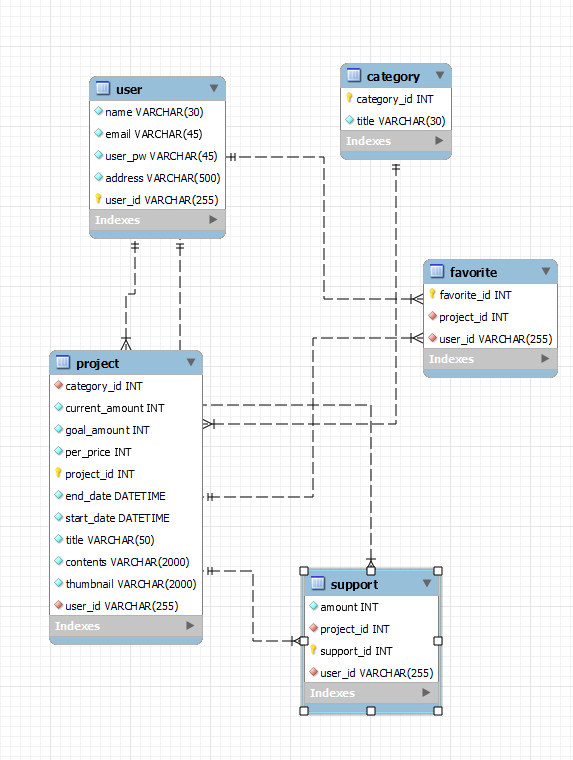 user
name VARCHAR(30)
email VARCHAR(45)
user_pw VARCHAR(45)
address VARCHAR(500)
user_id VARCHAR(255)
Indexes
category
category_id INT
title VARCHAR(30)
Indexes
favorite
favorite_id INT
project_id INT
user_id VARCHAR(255)
Indexes
project
category_id INT
current_amount INT
goal_amount INT
per_price INT
project_id INT
end_date DATETIME
start_date DATETIME
title VARCHAR(50)
contents VARCHAR(2000)
thumbnail VARCHAR(2000)
user_id VARCHAR(255)
Indexes
support
amount INT
project_id INT
support_id INT
user_id VARCHAR(255)
Indexes